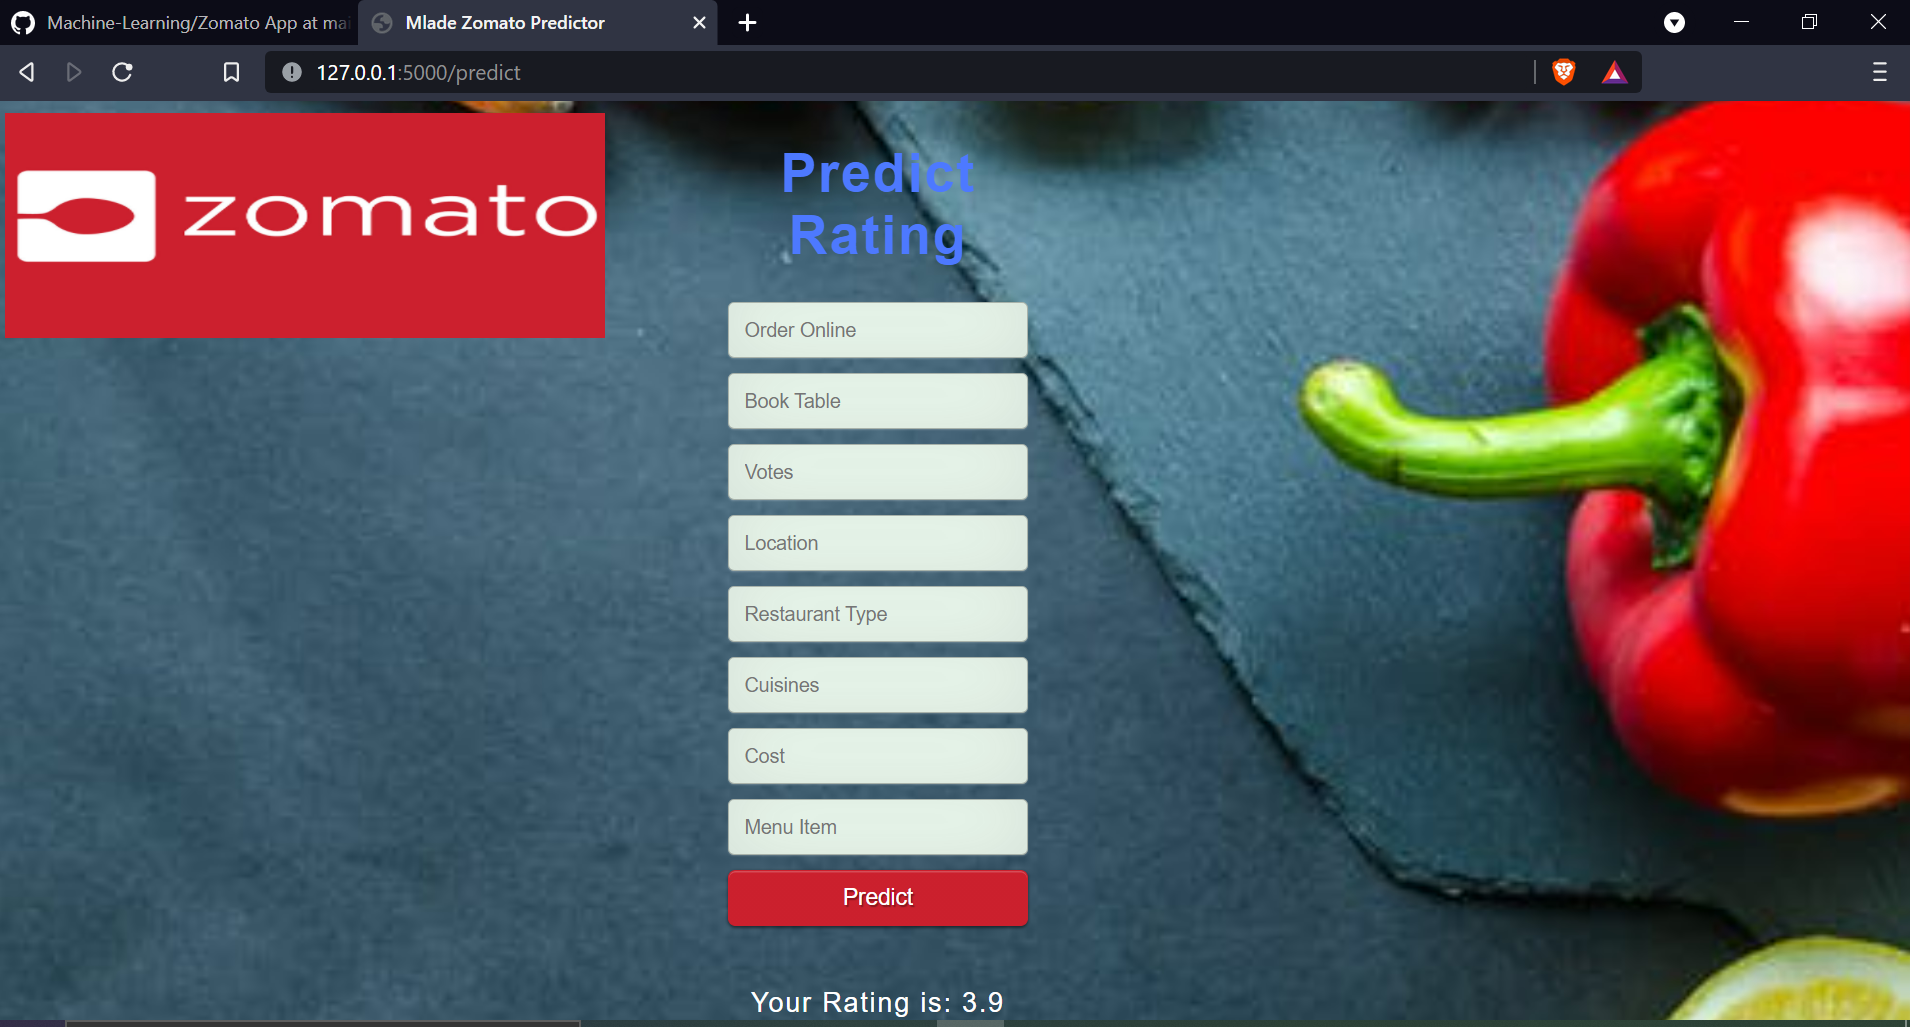 Machine-Learning/Zomato App at mai
Mlade Zomato Predictor
127.0.0.1:5000/predict
zomato
Predict
Rating
Order Online
Book Table
Votes
Location
Restaurant Type
Cuisines
Cost
Menu Item
Predict
Your Rating is: 3.9